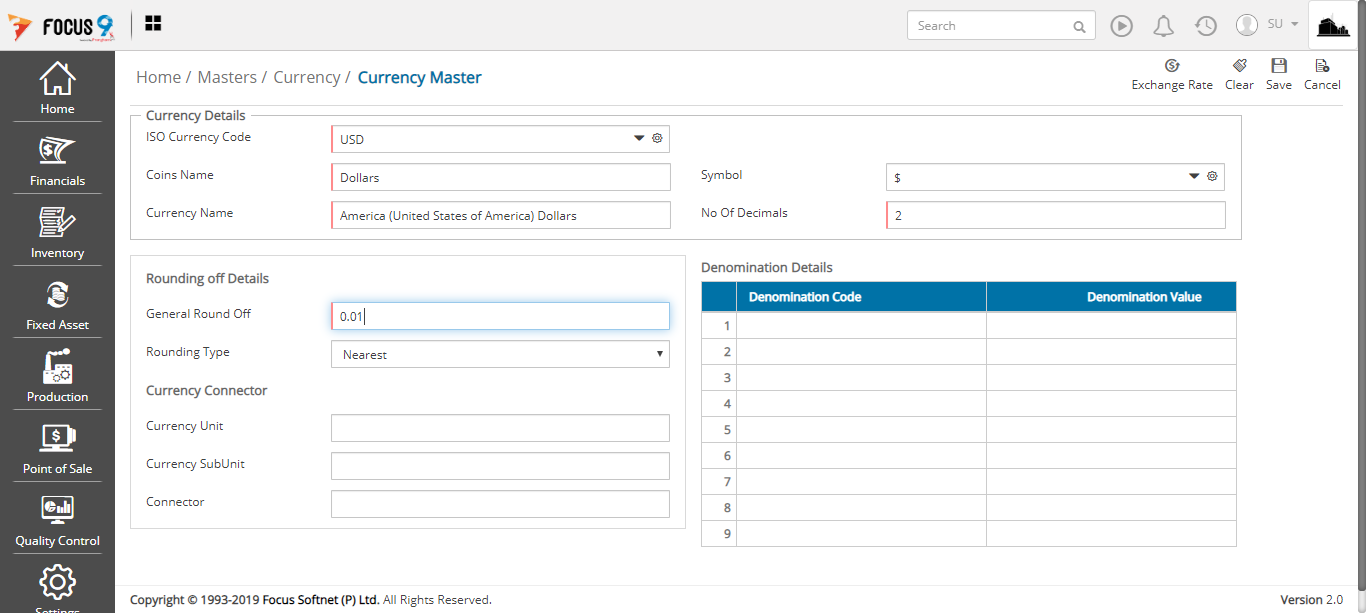 FOCUS 9
Search
SU
Home / Masters / Currency / Currency Master
Exchange Rate Clear Save Cancel
Home
Financials
Inventory
Fixed Asset
Production
Point of Sale
Quality Control
Settings
Currency Details
ISO Currency Code USD
Coins Name Dollars Symbol $
Currency Name America (United States of America) Dollars No Of Decimals 2
Rounding off Details
General Round Off 0.01
Rounding Type Nearest
Currency Connector
Currency Unit
Currency SubUnit
Connector
Denomination Details
Denomination Code Denomination Value
1
2
3
4
5
6
7
8
9
Copyright © 1993-2019 Focus Softnet (P) Ltd. All Rights Reserved.
Version 2.0